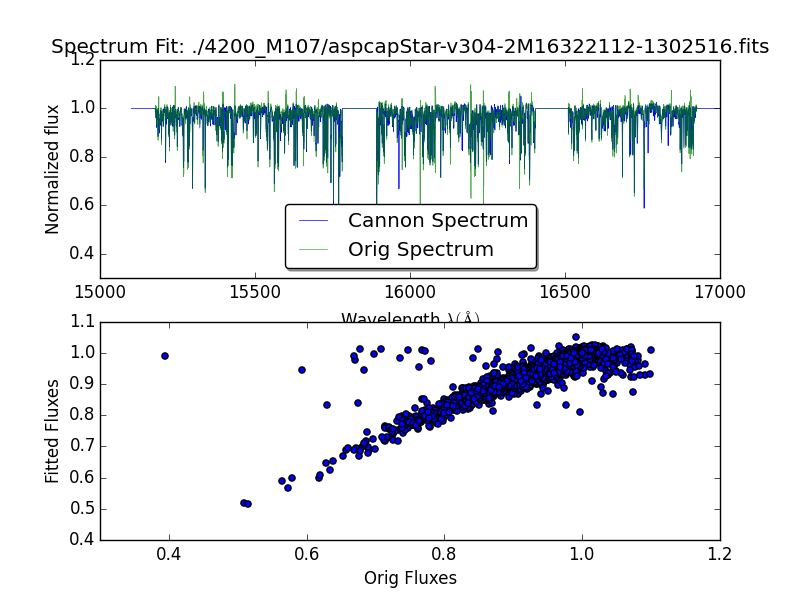 Spectrum Fit: ./4200_M107/aspcapStar-v304-2M16322112-1302516.fits
1.2
1.0
0.8
0.6
0.4
Normalized flux
Cannon Spectrum
Orig Spectrum
15000 15500 16000 16500 17000
Wavelength λ(Å)
1.1
1.0
0.9
0.8
0.7
0.6
0.5
0.4
Fitted Fluxes
0.4 0.6 0.8 1.0 1.2
Orig Fluxes